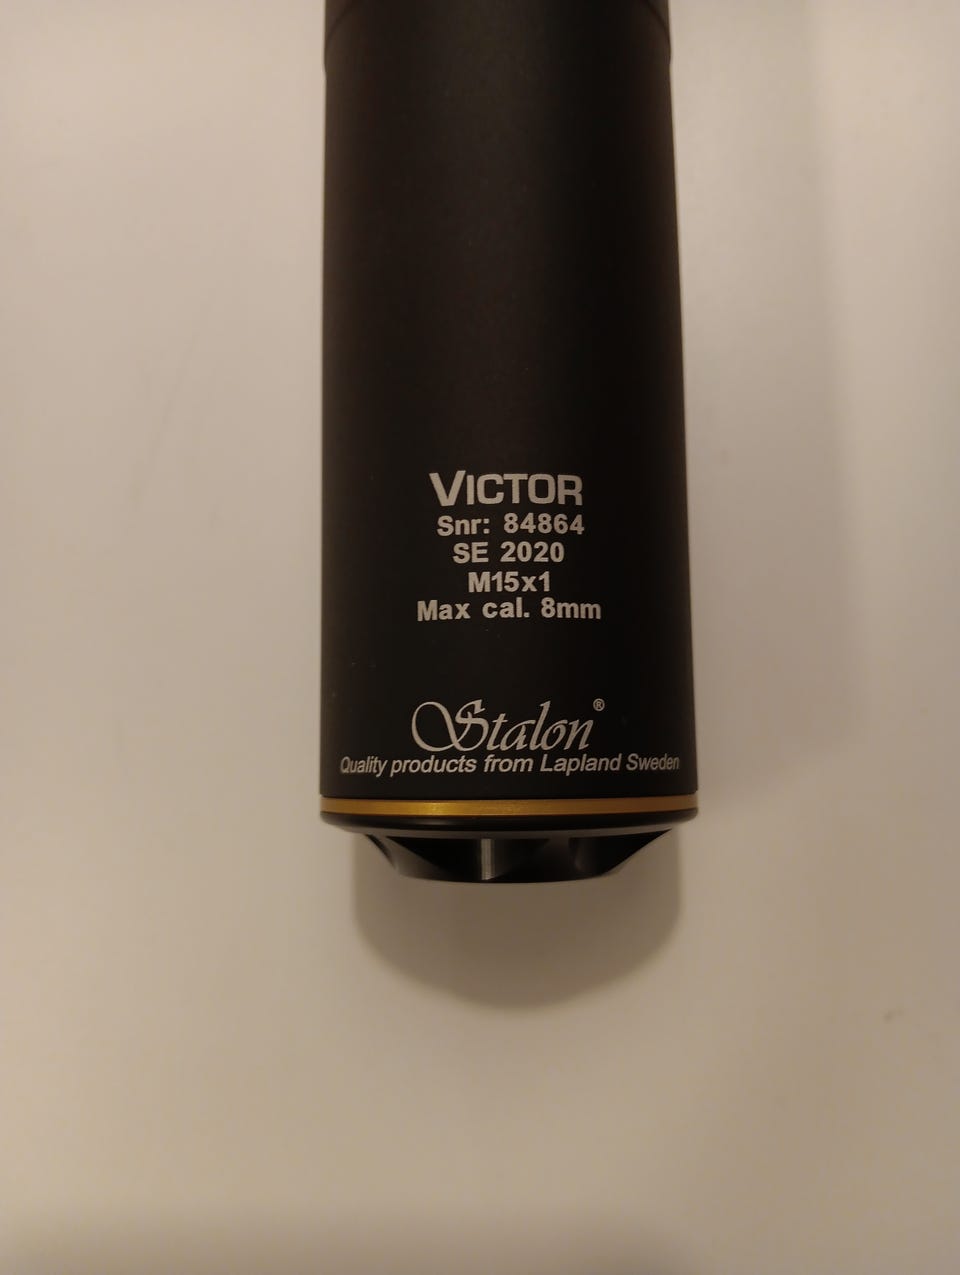 VICTOR
Snr: 84864
SE 2020
M15x1
Max cal. 8mm
Stalon®
Quality products from Lapland Sweden